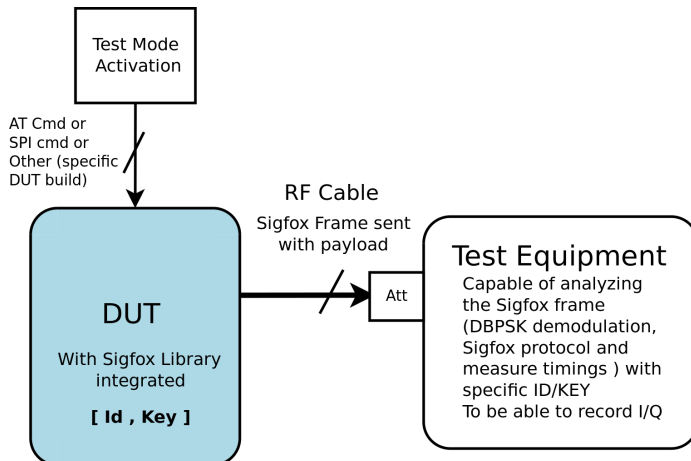 Test Mode
Activation
AT Cmd or
SPI cmd or
Other (specific
DUT build)
RF Cable
Sigfox Frame sent
with payload
DUT
With Sigfox Library
integrated
[ Id , Key ]
Att
Test Equipment
Capable of analyzing
the Sigfox frame
(DBPSK demodulation,
Sigfox protocol and
measure timings ) with
specific ID/KEY
To be able to record I/Q